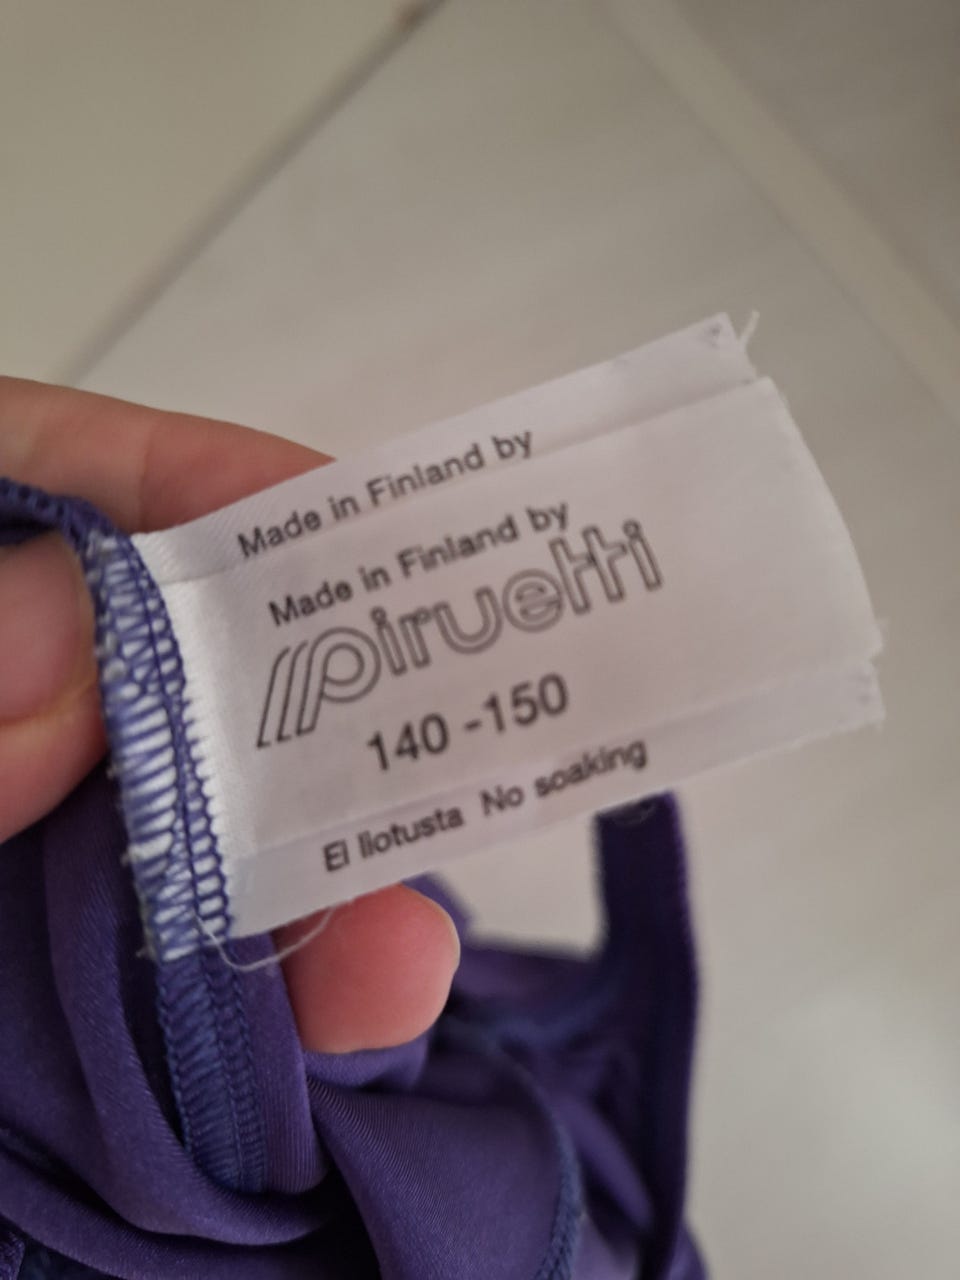 Made in Finland by
Made in Finland by
piruetti
140 -150
Ei liotusta No soaking